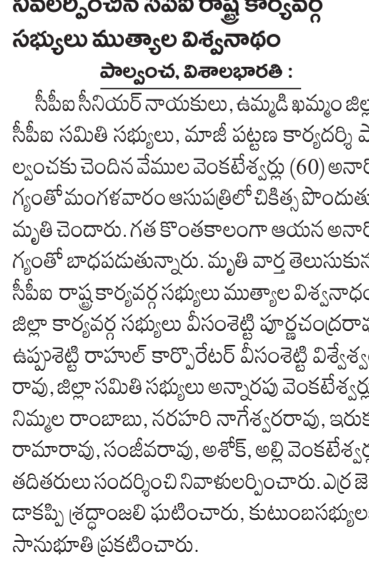 నివాళులర్పించిన సీపీఐ రాష్ట్ర కార్యవర్గ
సభ్యులు ముత్యాల విశ్వనాథం
పాల్వంచ, విశాలభారతి :
సీపీఐ సీనియర్ నాయకులు, ఉమ్మడి ఖమ్మం జిల్ల
సీపీఐ సమితి సభ్యులు, మాజీ పట్టణ కార్యదర్శి ప
ల్వంచకు చెందిన వేముల వెంకటేశ్వర్లు (60) అనారో
గ్యంతో మంగళవారం ఆసుపత్రిలో చికిత్స పొందుతు
మృతి చెందారు. గత కొంతకాలంగా ఆయన అనారో
గ్యంతో బాధపడుతున్నారు. మృతి వార్త తెలుసుకున
సీపీఐ రాష్ట్ర కార్యవర్గ సభ్యులు ముత్యాల విశ్వనాధం
జిల్లా కార్యవర్గ సభ్యులు వీసంశెట్టి పూర్ణచంద్రరావ
ఉప్పుశెట్టి రాహుల్ కార్పొరేటర్ వీసంశెట్టి విశ్వేశ్వ
రావు, జిల్లా సమితి సభ్యులు అన్నారపు వెంకటేశ్వర్ల
నిమ్మల రాంబాబు, నరహరి నాగేశ్వరరావు, ఇరుక
రామారావు, సంజీవరావు, అశోక్, అల్లి వెంకటేశ్వర్ల
తదితరులు సందర్శించి నివాళులర్పించారు. ఎర్ర జె
డాకప్పి శ్రద్ధాంజలి ఘటించారు, కుటుంబసభ్యుల
సానుభూతి ప్రకటించారు.